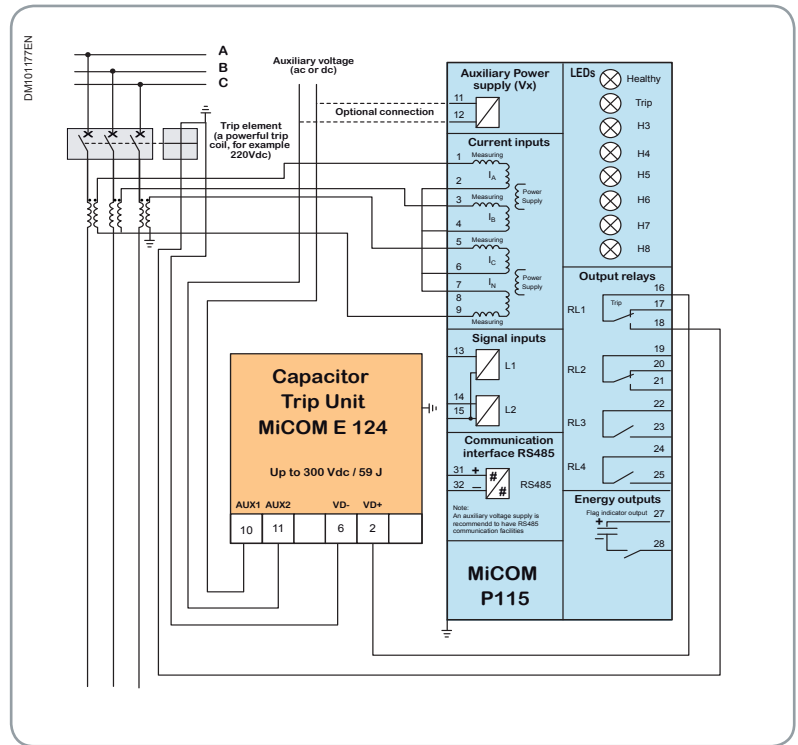 DM101177EN
A
B
C
Auxiliary voltage
(ac or dc)
Trip element
(a powerful trip
coil, for example
220Vdc)
Optional connection
Auxiliary Power
supply (Vx)
11
12
Current inputs
1
Measuring
IA
2
3
Measuring
IB
4
Power
Supply
5
Measuring
IC
6
7
IN
8
9
Measuring
Power
Supply
Signal inputs
13
L1
14
15
L2
Communication
interface RS485
31 +
32 –
#
#
RS485
Note:
An auxiliary voltage supply is
recommendd to have RS485
communication facilities
MiCOM
P115
LEDs
Healthy
Trip
H3
H4
H5
H6
H7
H8
Output relays
16
RL1
Trip
17
18
19
RL2
20
21
22
RL3
23
24
RL4
25
Energy outputs
Flag indicator output
27
+
–
28
Capacitor
Trip Unit
MiCOM E 124
Up to 300 Vdc / 59 J
AUX1 AUX2 VD- VD+
10 11 6 2